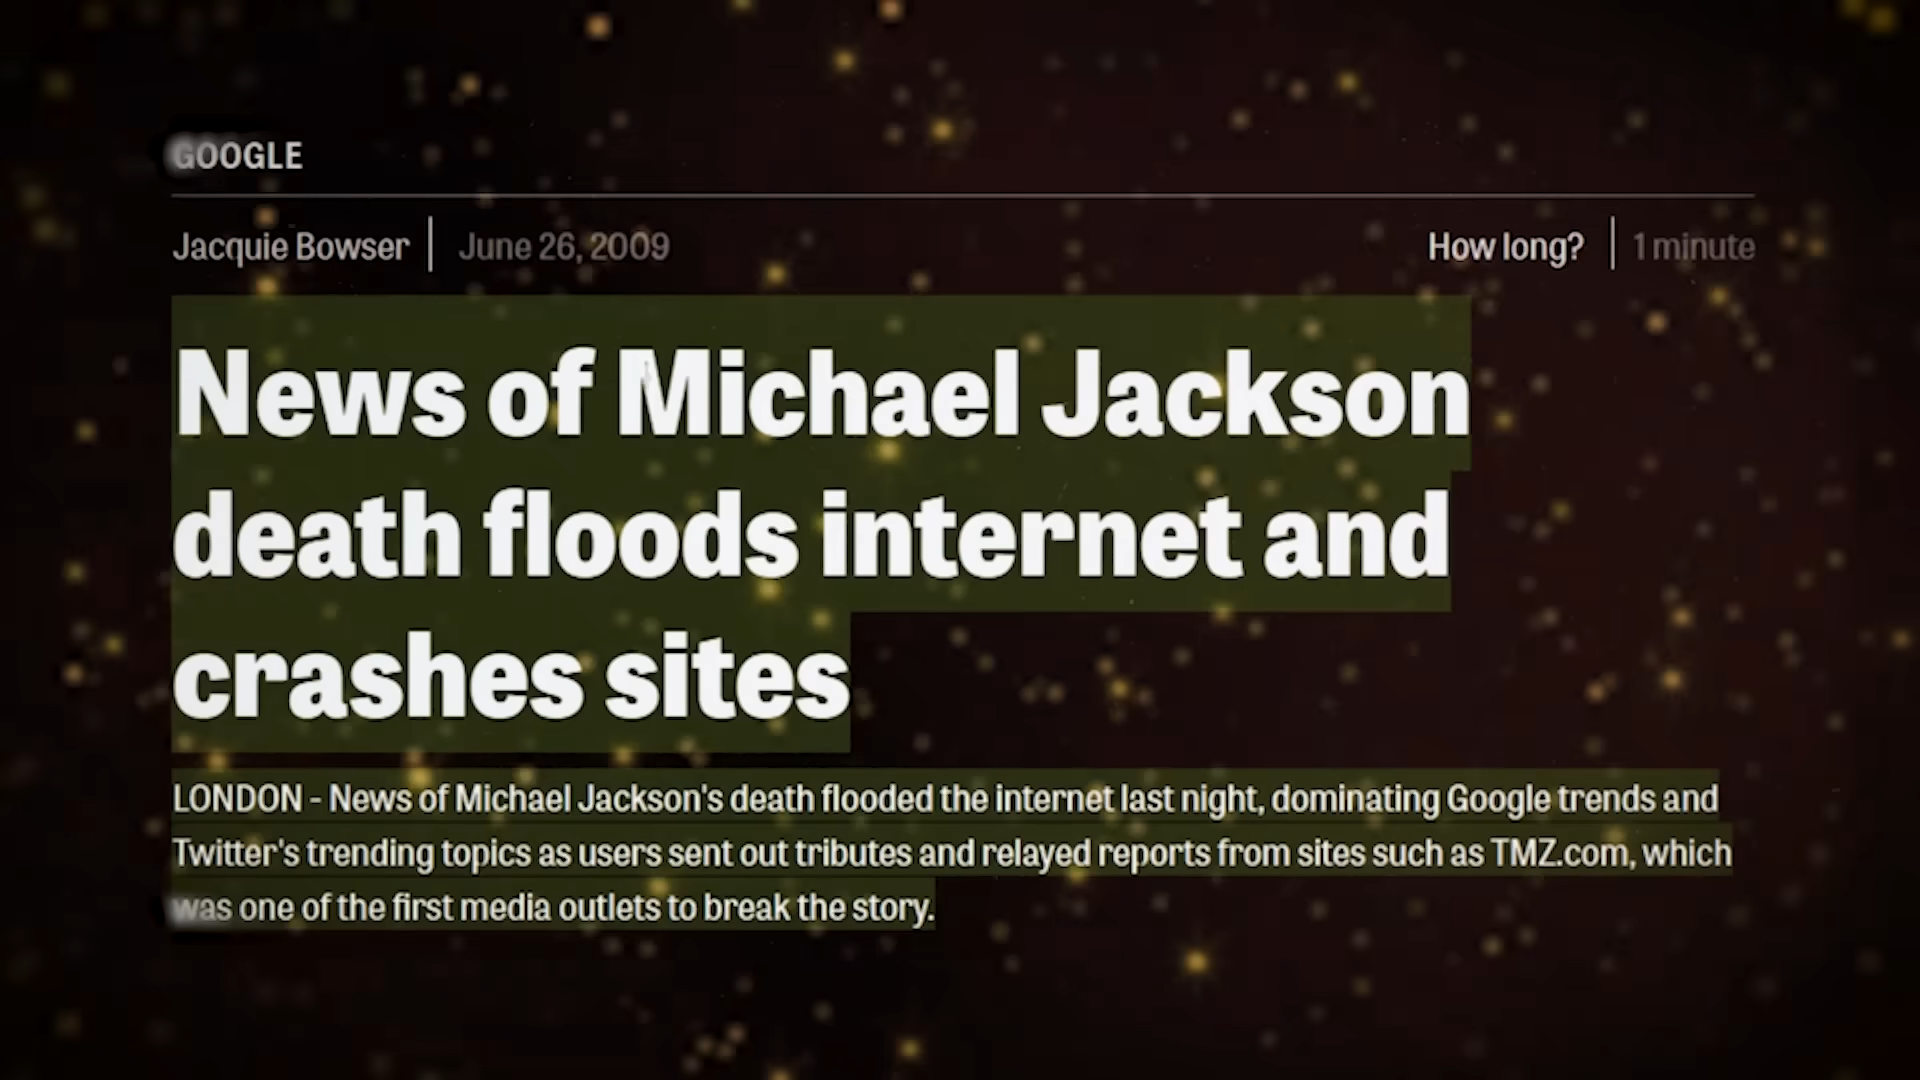 GOOGLE
Jacquie Bowser | June 26, 2009
How long? | 1 minute
News of Michael Jackson
death floods internet and
crashes sites
LONDON - News of Michael Jackson's death flooded the internet last night, dominating Google trends and
Twitter's trending topics as users sent out tributes and relayed reports from sites such as TMZ.com, which
was one of the first media outlets to break the story.